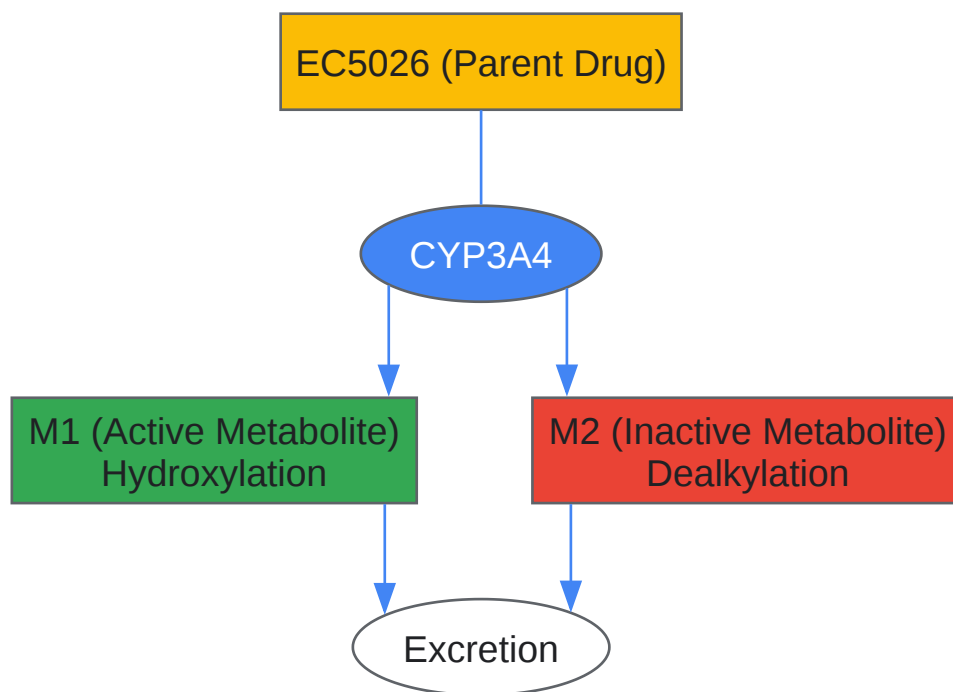 EC5026 (Parent Drug)
CYP3A4
M1 (Active Metabolite)
Hydroxylation
M2 (Inactive Metabolite)
Dealkylation
Excretion